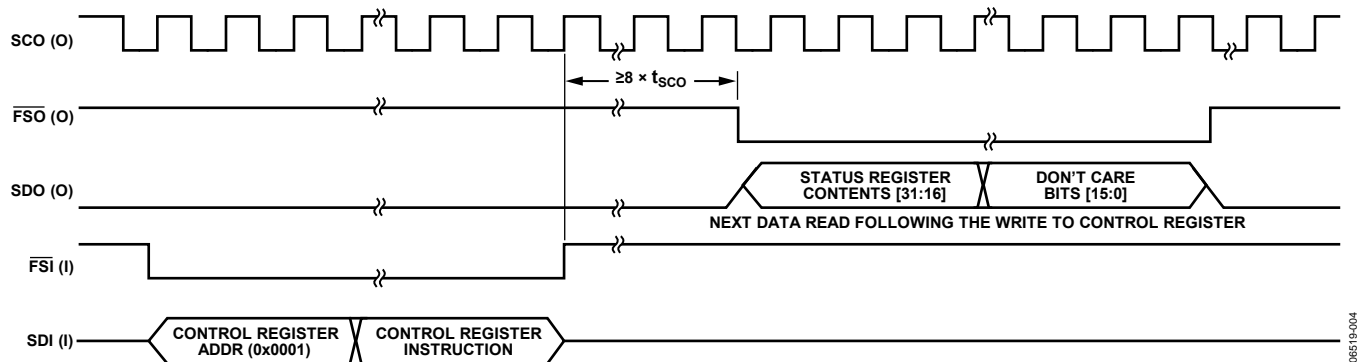 SCO (O)
≥8 × tSCO
FSO (O)
SDO (O)
STATUS REGISTER
CONTENTS [31:16]
DON'T CARE
BITS [15:0]
NEXT DATA READ FOLLOWING THE WRITE TO CONTROL REGISTER
FSI (I)
SDI (I)
CONTROL REGISTER
ADDR (0x0001)
CONTROL REGISTER
INSTRUCTION
06519-004